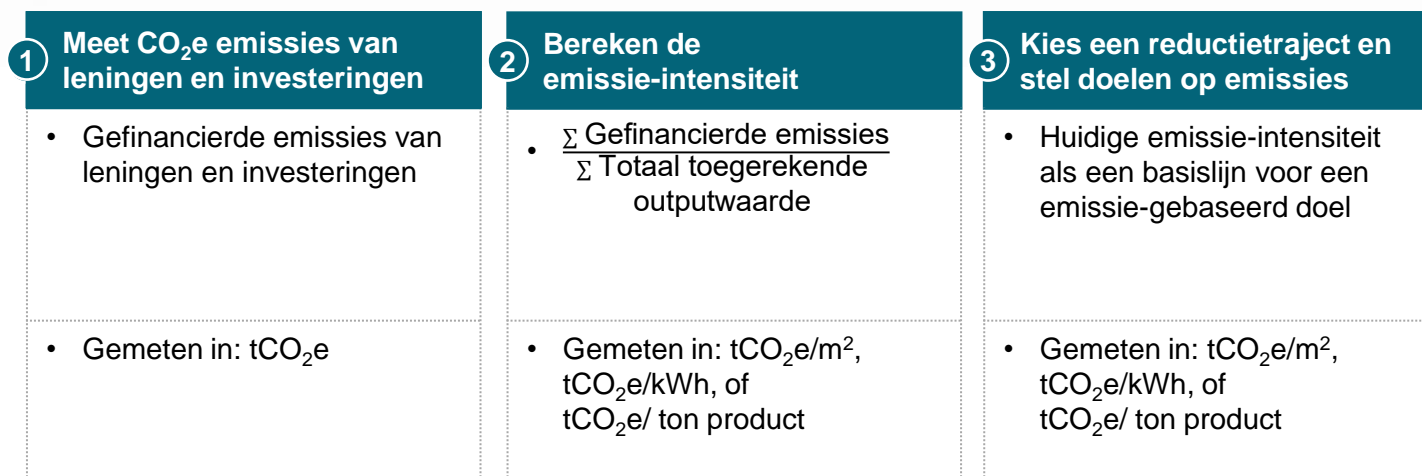 1
Meet CO₂e emissies van
leningen en investeringen
• Gefinancierde emissies van
leningen en investeringen
• Gemeten in: tCO₂e
2
Bereken de
emissie-intensiteit
• ∑ Gefinancierde emissies
∑ Totaal toegerekende
outputwaarde
• Gemeten in: tCO₂e/m²,
tCO₂e/kWh, of
tCO₂e/ ton product
3
Kies een reductietraject en
stel doelen op emissies
• Huidige emissie-intensiteit
als een basislijn voor een
emissie-gebaseerd doel
• Gemeten in: tCO₂e/m²,
tCO₂e/kWh, of
tCO₂e/ ton product